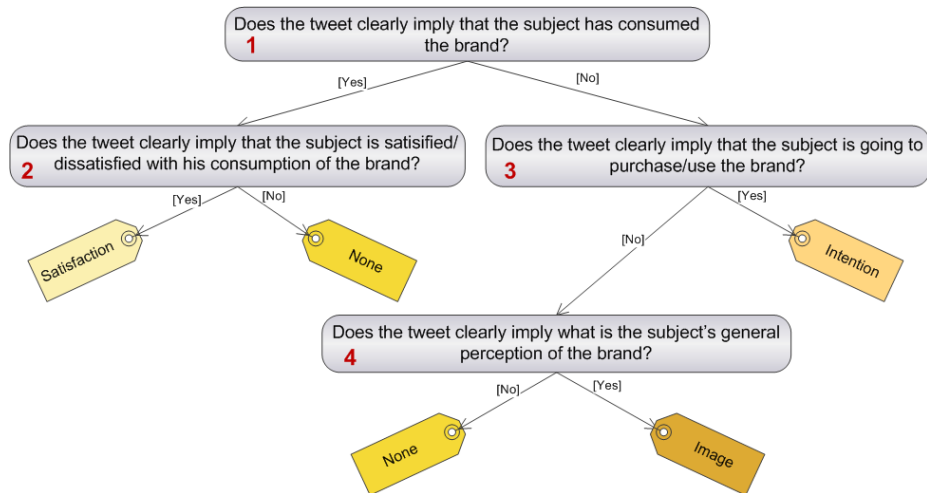 Does the tweet clearly imply that the subject has consumed
the brand?
1
[Yes]
[No]
Does the tweet clearly imply that the subject is satisified/
dissatisfied with his consumption of the brand?
2
Does the tweet clearly imply that the subject is going to
purchase/use the brand?
3
[Yes]
[No]
[No]
[Yes]
Satisfaction
None
Intention
Does the tweet clearly imply what is the subject's general
perception of the brand?
4
[No]
[Yes]
None
Image